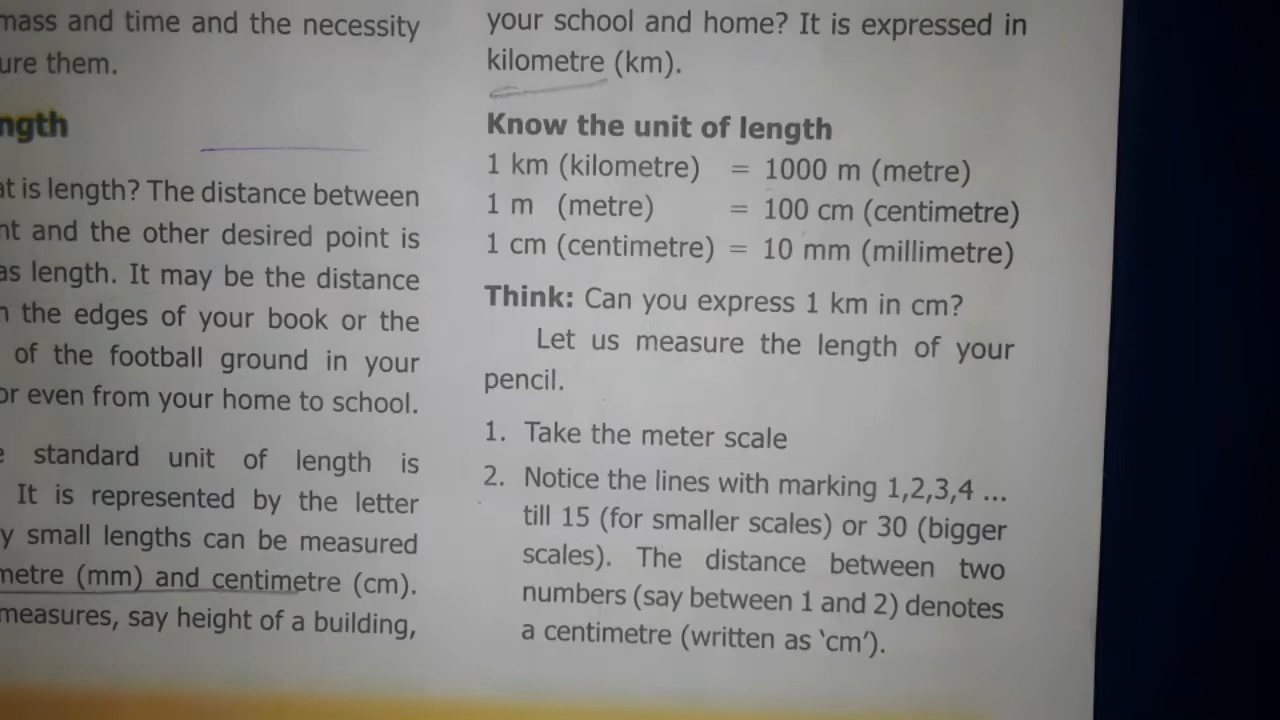 mass and time and the necessity
ure them.
ngth
at is length? The distance between
nt and the other desired point is
as length. It may be the distance
n the edges of your book or the
of the football ground in your
or even from your home to school.
e standard unit of length is
It is represented by the letter
y small lengths can be measured
metre (mm) and centimetre (cm).
measures, say height of a building,
your school and home? It is expressed in
kilometre (km).
Know the unit of length
1 km (kilometre) = 1000 m (metre)
1 m (metre) = 100 cm (centimetre)
1 cm (centimetre) = 10 mm (millimetre)
Think: Can you express 1 km in cm?
Let us measure the length of your
pencil.
1. Take the meter scale
2. Notice the lines with marking 1,2,3,4 ...
till 15 (for smaller scales) or 30 (bigger
scales). The distance between two
numbers (say between 1 and 2) denotes
a centimetre (written as ‘cm’).